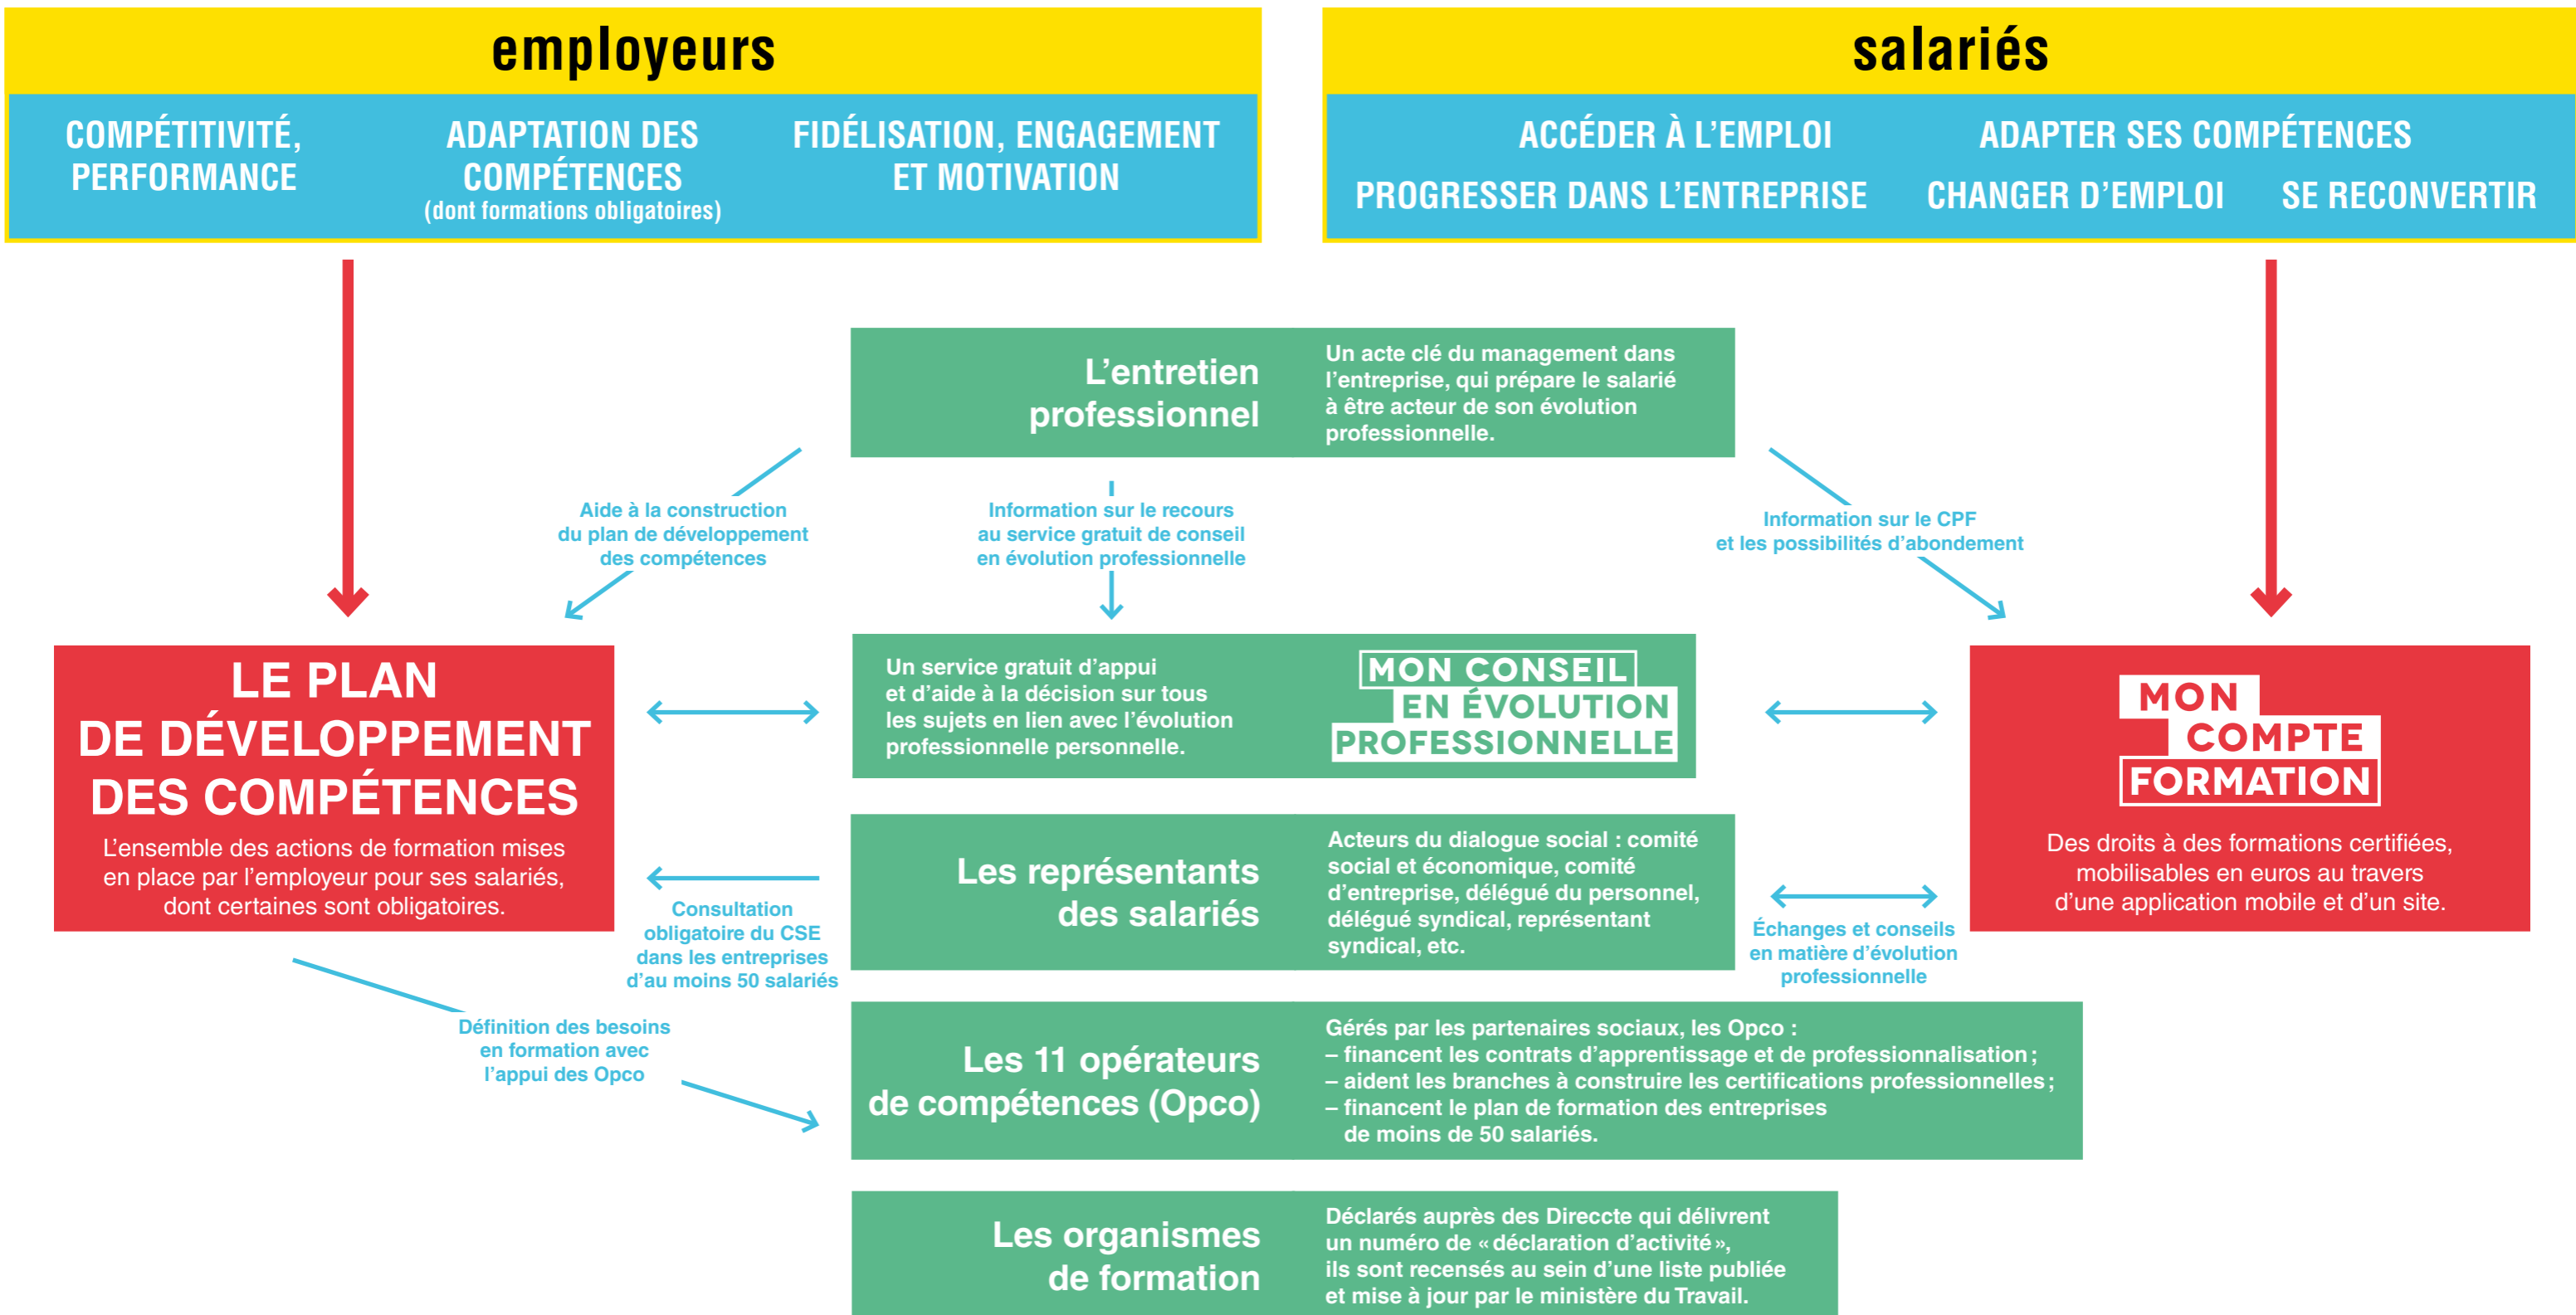 employeurs
COMPÉTITIVITÉ,
PERFORMANCE
ADAPTATION DES
COMPÉTENCES
(dont formations obligatoires)
FIDÉLISATION, ENGAGEMENT
ET MOTIVATION
salariés
ACCÉDER À L’EMPLOI
ADAPTER SES COMPÉTENCES
PROGRESSER DANS L’ENTREPRISE
CHANGER D’EMPLOI
SE RECONVERTIR
L’entretien
professionnel
Un acte clé du management dans
l’entreprise, qui prépare le salarié
à être acteur de son évolution
professionnelle.
Aide à la construction
du plan de développement
des compétences
Information sur le recours
au service gratuit de conseil
en évolution professionnelle
Information sur le CPF
et les possibilités d’abondement
LE PLAN
DE DÉVELOPPEMENT
DES COMPÉTENCES
L’ensemble des actions de formation mises
en place par l’employeur pour ses salariés,
dont certaines sont obligatoires.
Un service gratuit d’appui
et d’aide à la décision sur tous
les sujets en lien avec l’évolution
professionnelle personnelle.
MON CONSEIL
EN ÉVOLUTION
PROFESSIONNELLE
MON
COMPTE
FORMATION
Des droits à des formations certifiées,
mobilisables en euros au travers
d’une application mobile et d’un site.
Consultation
obligatoire du CSE
dans les entreprises
d’au moins 50 salariés
Les représentants
des salariés
Acteurs du dialogue social : comité
social et économique, comité
d’entreprise, délégué du personnel,
délégué syndical, représentant
syndical, etc.
Échanges et conseils
en matière d’évolution
professionnelle
Définition des besoins
en formation avec
l’appui des Opco
Les 11 opérateurs
de compétences (Opco)
Gérés par les partenaires sociaux, les Opco :
– financent les contrats d’apprentissage et de professionnalisation ;
– aident les branches à construire les certifications professionnelles ;
– financent le plan de formation des entreprises
de moins de 50 salariés.
Les organismes
de formation
Déclarés auprès des Direccte qui délivrent
un numéro de « déclaration d’activité »,
ils sont recensés au sein d’une liste publiée
et mise à jour par le ministère du Travail.